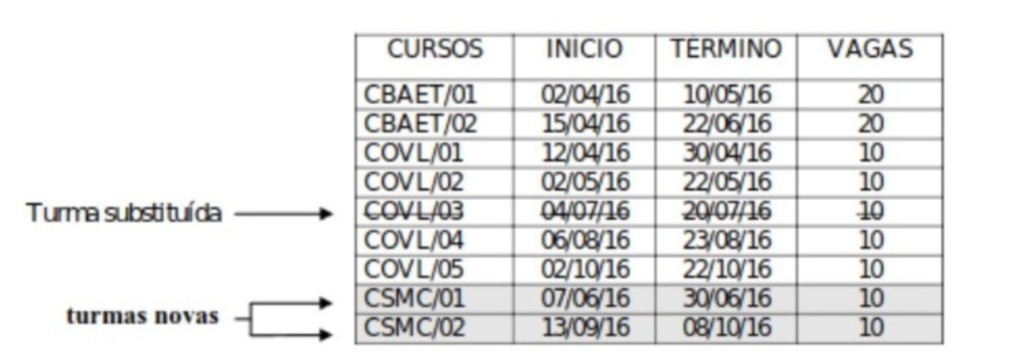 CURSOS INÍCIO TÉRMINO VAGAS
CBAET/01 02/04/16 10/05/16 20
CBAET/02 15/04/16 22/06/16 20
COVL/01 12/04/16 30/04/16 10
COVL/02 02/05/16 22/05/16 10
Turma substituída COVL/03 04/07/16 20/07/16 10
COVL/04 06/08/16 23/08/16 10
COVL/05 02/10/16 22/10/16 10
CSMC/01 07/06/16 30/06/16 10
turmas novas
CSMC/02 13/09/16 08/10/16 10